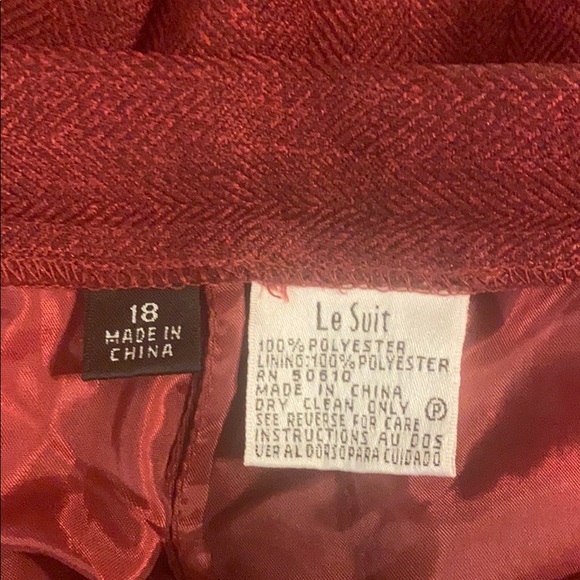 18
MADE IN
CHINA
Le Suit
100% POLYESTER
LINING:100% POLYESTER
RN 50610
MADE IN CHINA
DRY CLEAN ONLY P
SEE REVERSE FOR CARE
INSTRUCTIONS AU DOS
VER AL DORSO PARA CUIDADO